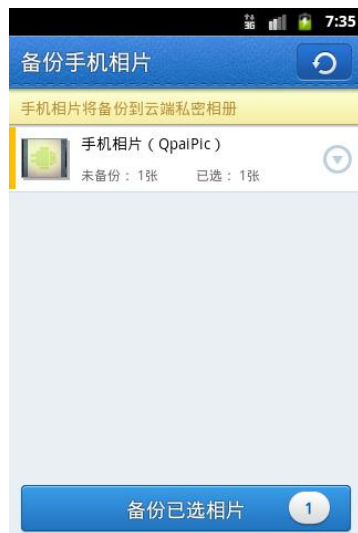 3G 7:35
备份手机相片
手机相片将备份到云端私密相册
手机相片（QpaiPic）
未备份： 1张 已选： 1张
备份已选相片 1